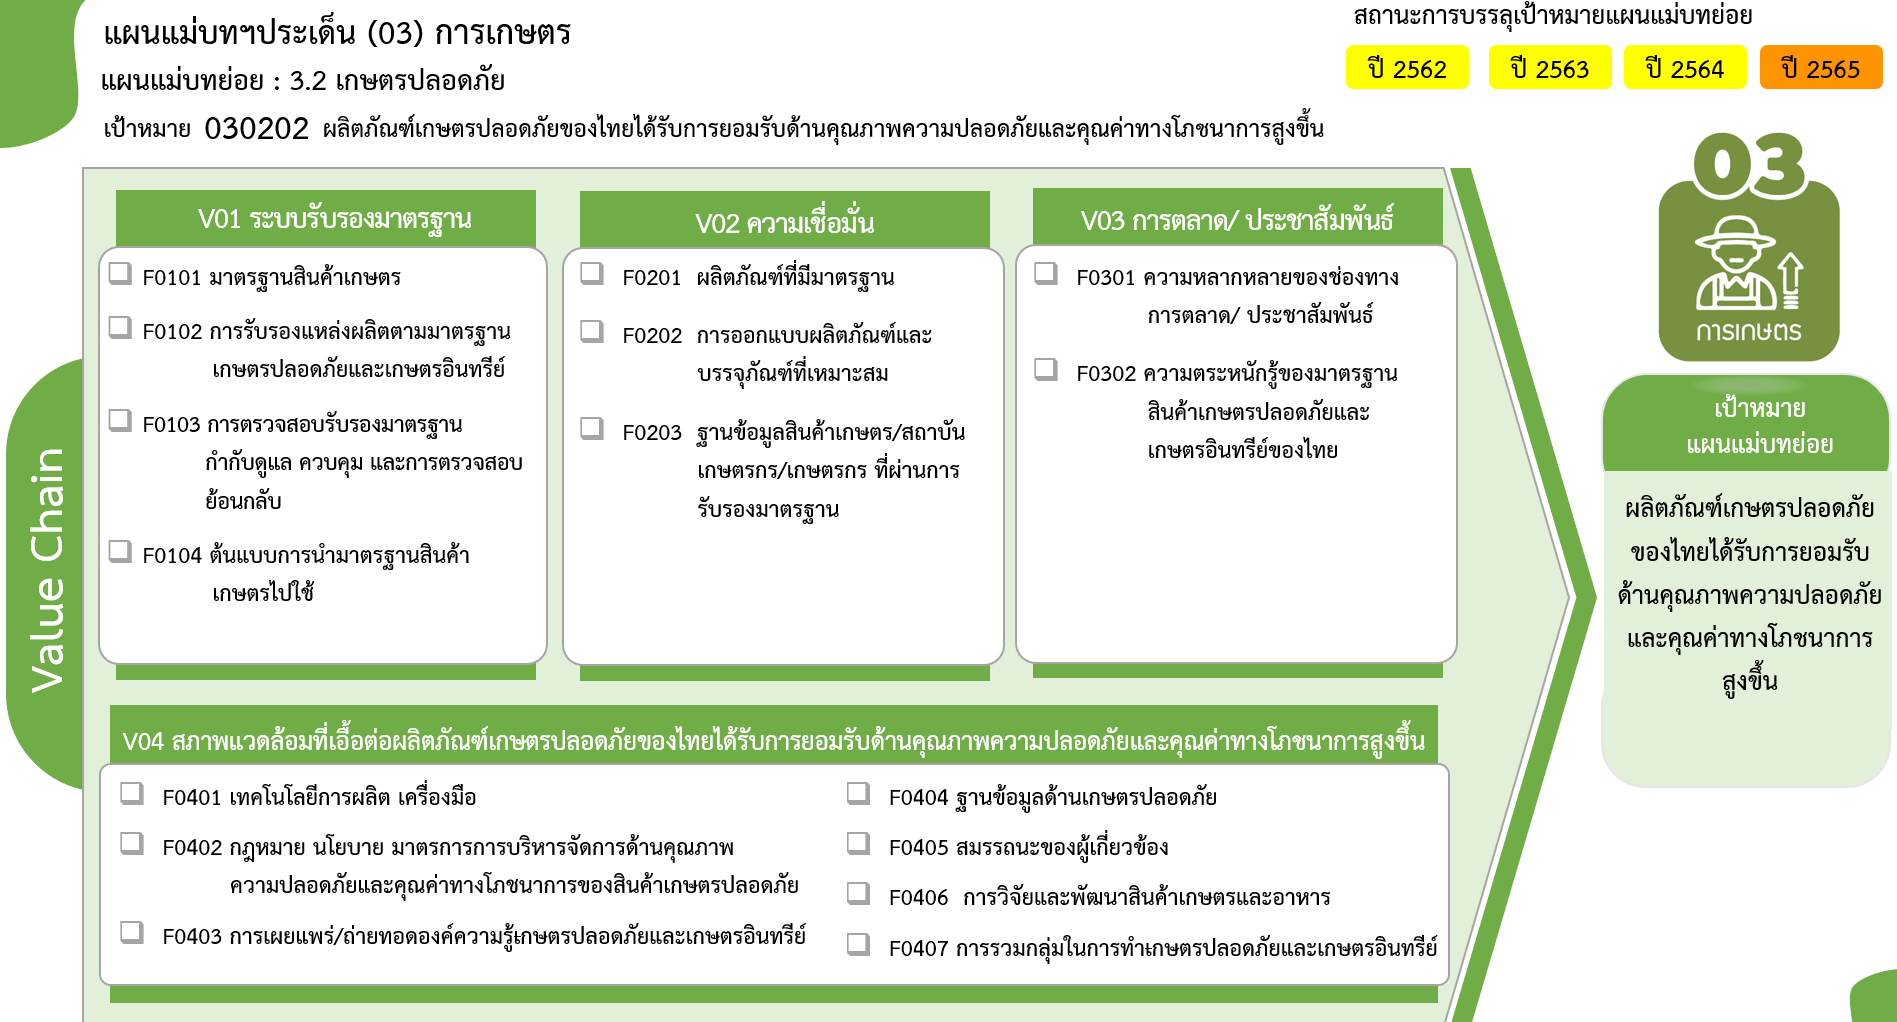 แผนแม่บทฯประเด็น (03) การเกษตร
แผนแม่บทย่อย : 3.2 เกษตรปลอดภัย
เป้าหมาย 030202 ผลิตภัณฑ์เกษตรปลอดภัยของไทยได้รับการยอมรับด้านคุณภาพความปลอดภัยและคุณค่าทางโภชนาการสูงขึ้น
สถานะการบรรลุเป้าหมายแผนแม่บทย่อย
ปี 2562 ปี 2563 ปี 2564 ปี 2565
Value Chain
V01 ระบบรับรองมาตรฐาน
F0101 มาตรฐานสินค้าเกษตร
F0102 การรับรองแหล่งผลิตตามมาตรฐาน
เกษตรปลอดภัยและเกษตรอินทรีย์
F0103 การตรวจสอบรับรองมาตรฐาน
กำกับดูแล ควบคุม และการตรวจสอบ
ย้อนกลับ
F0104 ต้นแบบการนำมาตรฐานสินค้า
เกษตรไปใช้
V02 ความเชื่อมั่น
F0201 ผลิตภัณฑ์ที่มีมาตรฐาน
F0202 การออกแบบผลิตภัณฑ์และ
บรรจุภัณฑ์ที่เหมาะสม
F0203 ฐานข้อมูลสินค้าเกษตร/สถาบัน
เกษตรกร/เกษตรกร ที่ผ่านการ
รับรองมาตรฐาน
V03 การตลาด/ ประชาสัมพันธ์
F0301 ความหลากหลายของช่องทาง
การตลาด/ ประชาสัมพันธ์
F0302 ความตระหนักรู้ของมาตรฐาน
สินค้าเกษตรปลอดภัยและ
เกษตรอินทรีย์ของไทย
V04 สภาพแวดล้อมที่เอื้อต่อผลิตภัณฑ์เกษตรปลอดภัยของไทยได้รับการยอมรับด้านคุณภาพความปลอดภัยและคุณค่าทางโภชนาการสูงขึ้น
F0401 เทคโนโลยีการผลิต เครื่องมือ
F0402 กฎหมาย นโยบาย มาตรการการบริหารจัดการด้านคุณภาพ
ความปลอดภัยและคุณค่าทางโภชนาการของสินค้าเกษตรปลอดภัย
F0403 การเผยแพร่/ถ่ายทอดองค์ความรู้เกษตรปลอดภัยและเกษตรอินทรีย์
F0404 ฐานข้อมูลด้านเกษตรปลอดภัย
F0405 สมรรถนะของผู้เกี่ยวข้อง
F0406 การวิจัยและพัฒนาสินค้าเกษตรและอาหาร
F0407 การรวมกลุ่มในการทำเกษตรปลอดภัยและเกษตรอินทรีย์
03
การเกษตร
เป้าหมาย
แผนแม่บทย่อย
ผลิตภัณฑ์เกษตรปลอดภัย
ของไทยได้รับการยอมรับ
ด้านคุณภาพความปลอดภัย
และคุณค่าทางโภชนาการ
สูงขึ้น